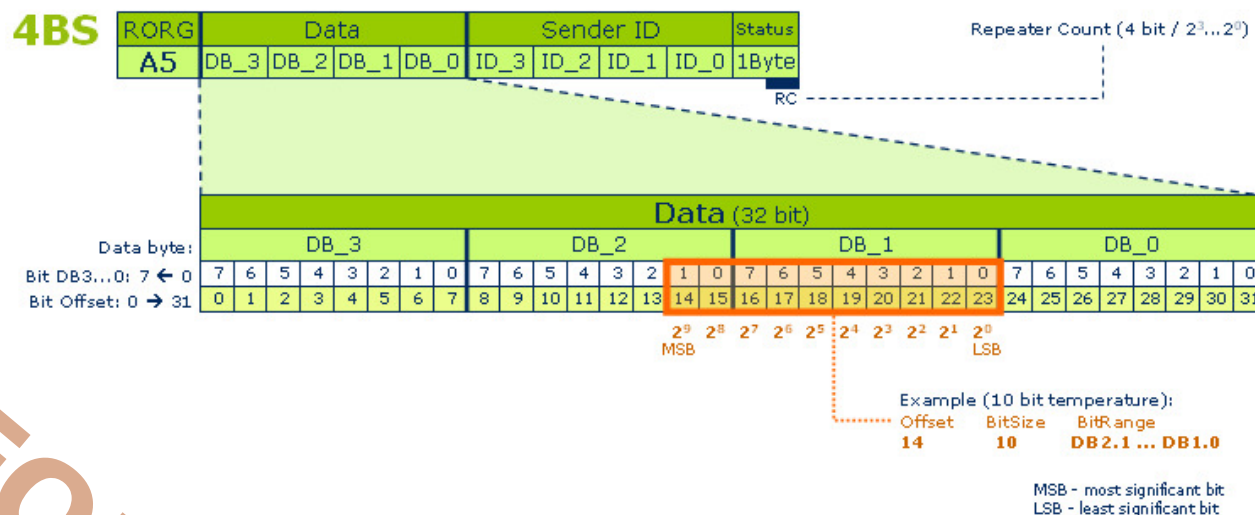 4BS
RORG Data Sender ID Status
A5 DB_3 DB_2 DB_1 DB_0 ID_3 ID_2 ID_1 ID_0 1Byte
RC
Repeater Count (4 bit / 2³...2⁰)
Data (32 bit)
Data byte: DB_3 DB_2 DB_1 DB_0
Bit DB3...0: 7 ← 0 7 6 5 4 3 2 1 0 7 6 5 4 3 2 1 0 7 6 5 4 3 2 1 0 7 6 5 4 3 2 1 0
Bit Offset: 0 → 31 0 1 2 3 4 5 6 7 8 9 10 11 12 13 14 15 16 17 18 19 20 21 22 23 24 25 26 27 28 29 30 31
2⁹ 2⁸ 2⁷ 2⁶ 2⁵ 2⁴ 2³ 2² 2¹ 2⁰
MSB LSB
Example (10 bit temperature):
Offset BitSize BitRange
14 10 DB2.1 ... DB1.0
MSB - most significant bit
LSB - least significant bit